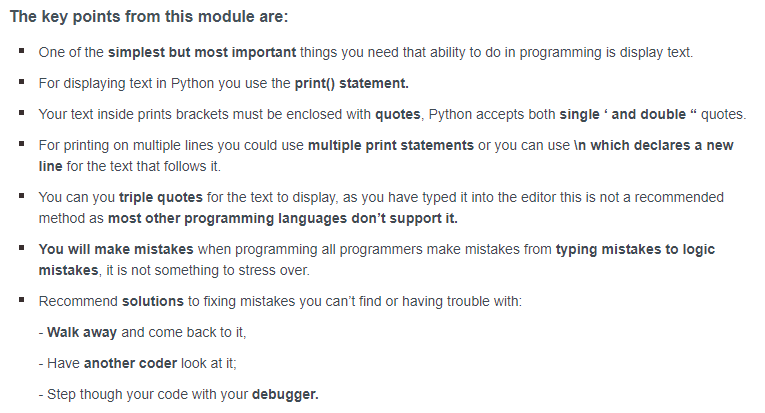 The key points from this module are:
One of the simplest but most important things you need that ability to do in programming is display text.
For displaying text in Python you use the print() statement.
Your text inside prints brackets must be enclosed with quotes, Python accepts both single ‘ and double “ quotes.
For printing on multiple lines you could use multiple print statements or you can use \n which declares a new
line for the text that follows it.
You can you triple quotes for the text to display, as you have typed it into the editor this is not a recommended
method as most other programming languages don’t support it.
You will make mistakes when programming all programmers make mistakes from typing mistakes to logic
mistakes, it is not something to stress over.
Recommend solutions to fixing mistakes you can’t find or having trouble with:
- Walk away and come back to it,
- Have another coder look at it;
- Step though your code with your debugger.